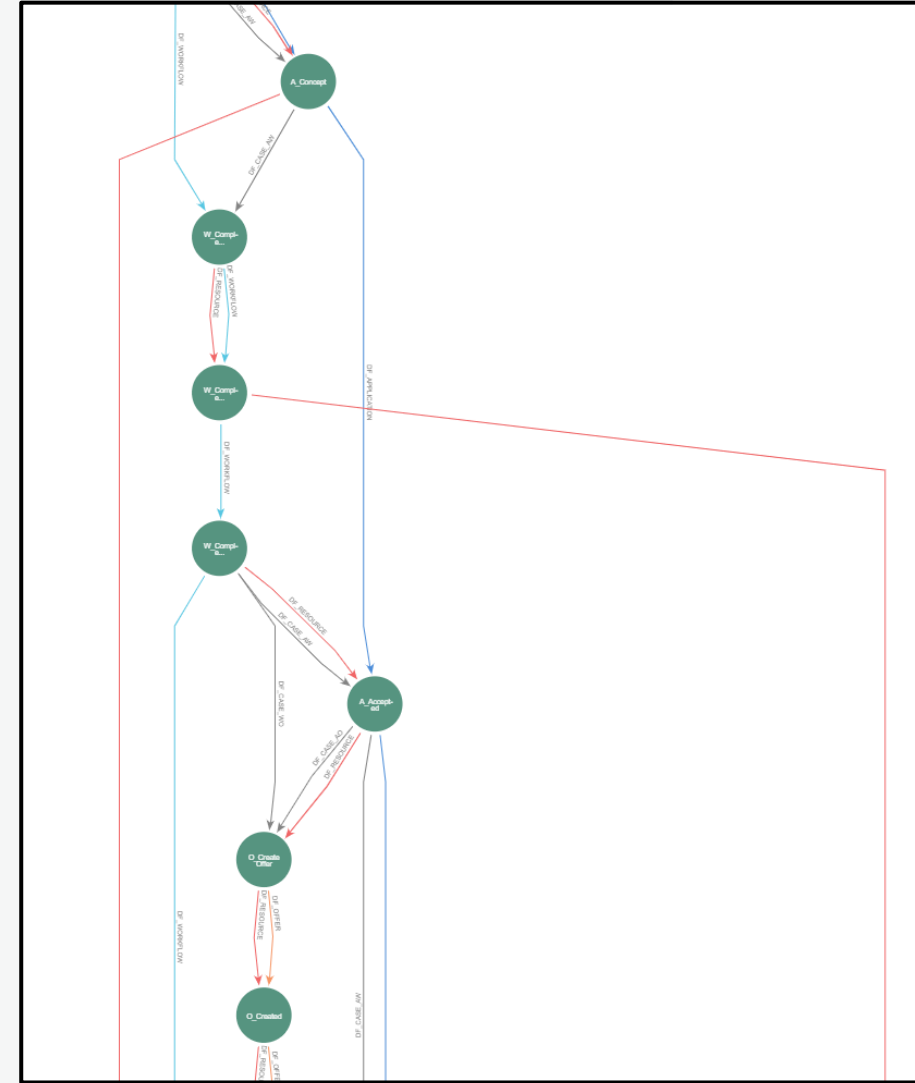 CASE_AW
DF_WORKFLOW
A_Concept
DF_CASE_AW
W_Compl-
e...
DF_WORKFLOW
DF_RESOURCE
W_Compl-
e...
DF_APPLICATION
DF_WORKFLOW
W_Compl-
e...
DF_RESOURCE
DF_CASE_AW
DF_CASE_WO
A_Accept-
ed
DF_CASE_AO
DF_RESOURCE
O_Create
Offer
DF_OFFER
DF_RESOURCE
DF_WORKFLOW
O_Created
DF_CASE_AW